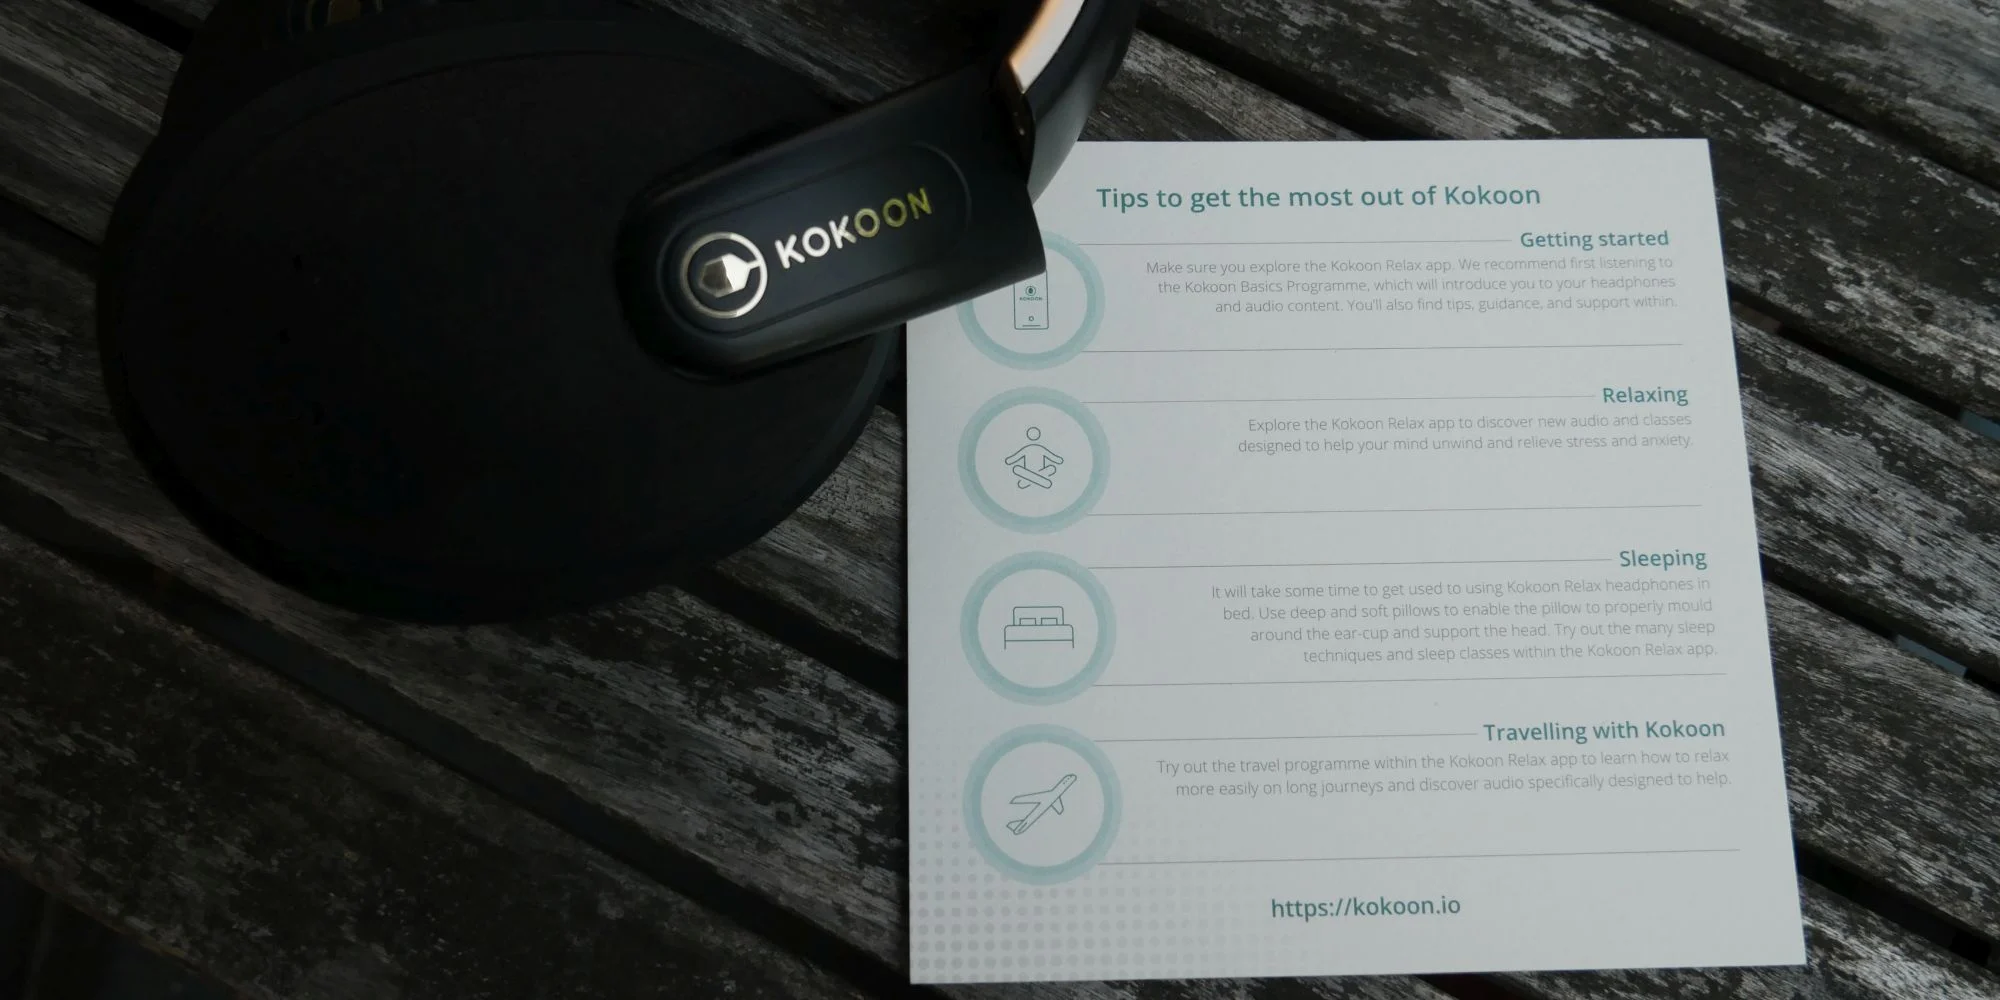 KOKOON
Tips to get the most out of Kokoon
Getting started
Make sure you explore the Kokoon Relax app. We recommend first listening to
the Kokoon Basics Programme, which will introduce you to your headphones
and audio content. You'll also find tips, guidance, and support within.
KOKOON
Relaxing
Explore the Kokoon Relax app to discover new audio and classes
designed to help your mind unwind and relieve stress and anxiety.
Sleeping
It will take some time to get used to using Kokoon Relax headphones in
bed. Use deep and soft pillows to enable the pillow to properly mould
around the ear-cup and support the head. Try out the many sleep
techniques and sleep classes within the Kokoon Relax app.
Travelling with Kokoon
Try out the travel programme within the Kokoon Relax app to learn how to relax
more easily on long journeys and discover audio specifically designed to help.
https://kokoon.io